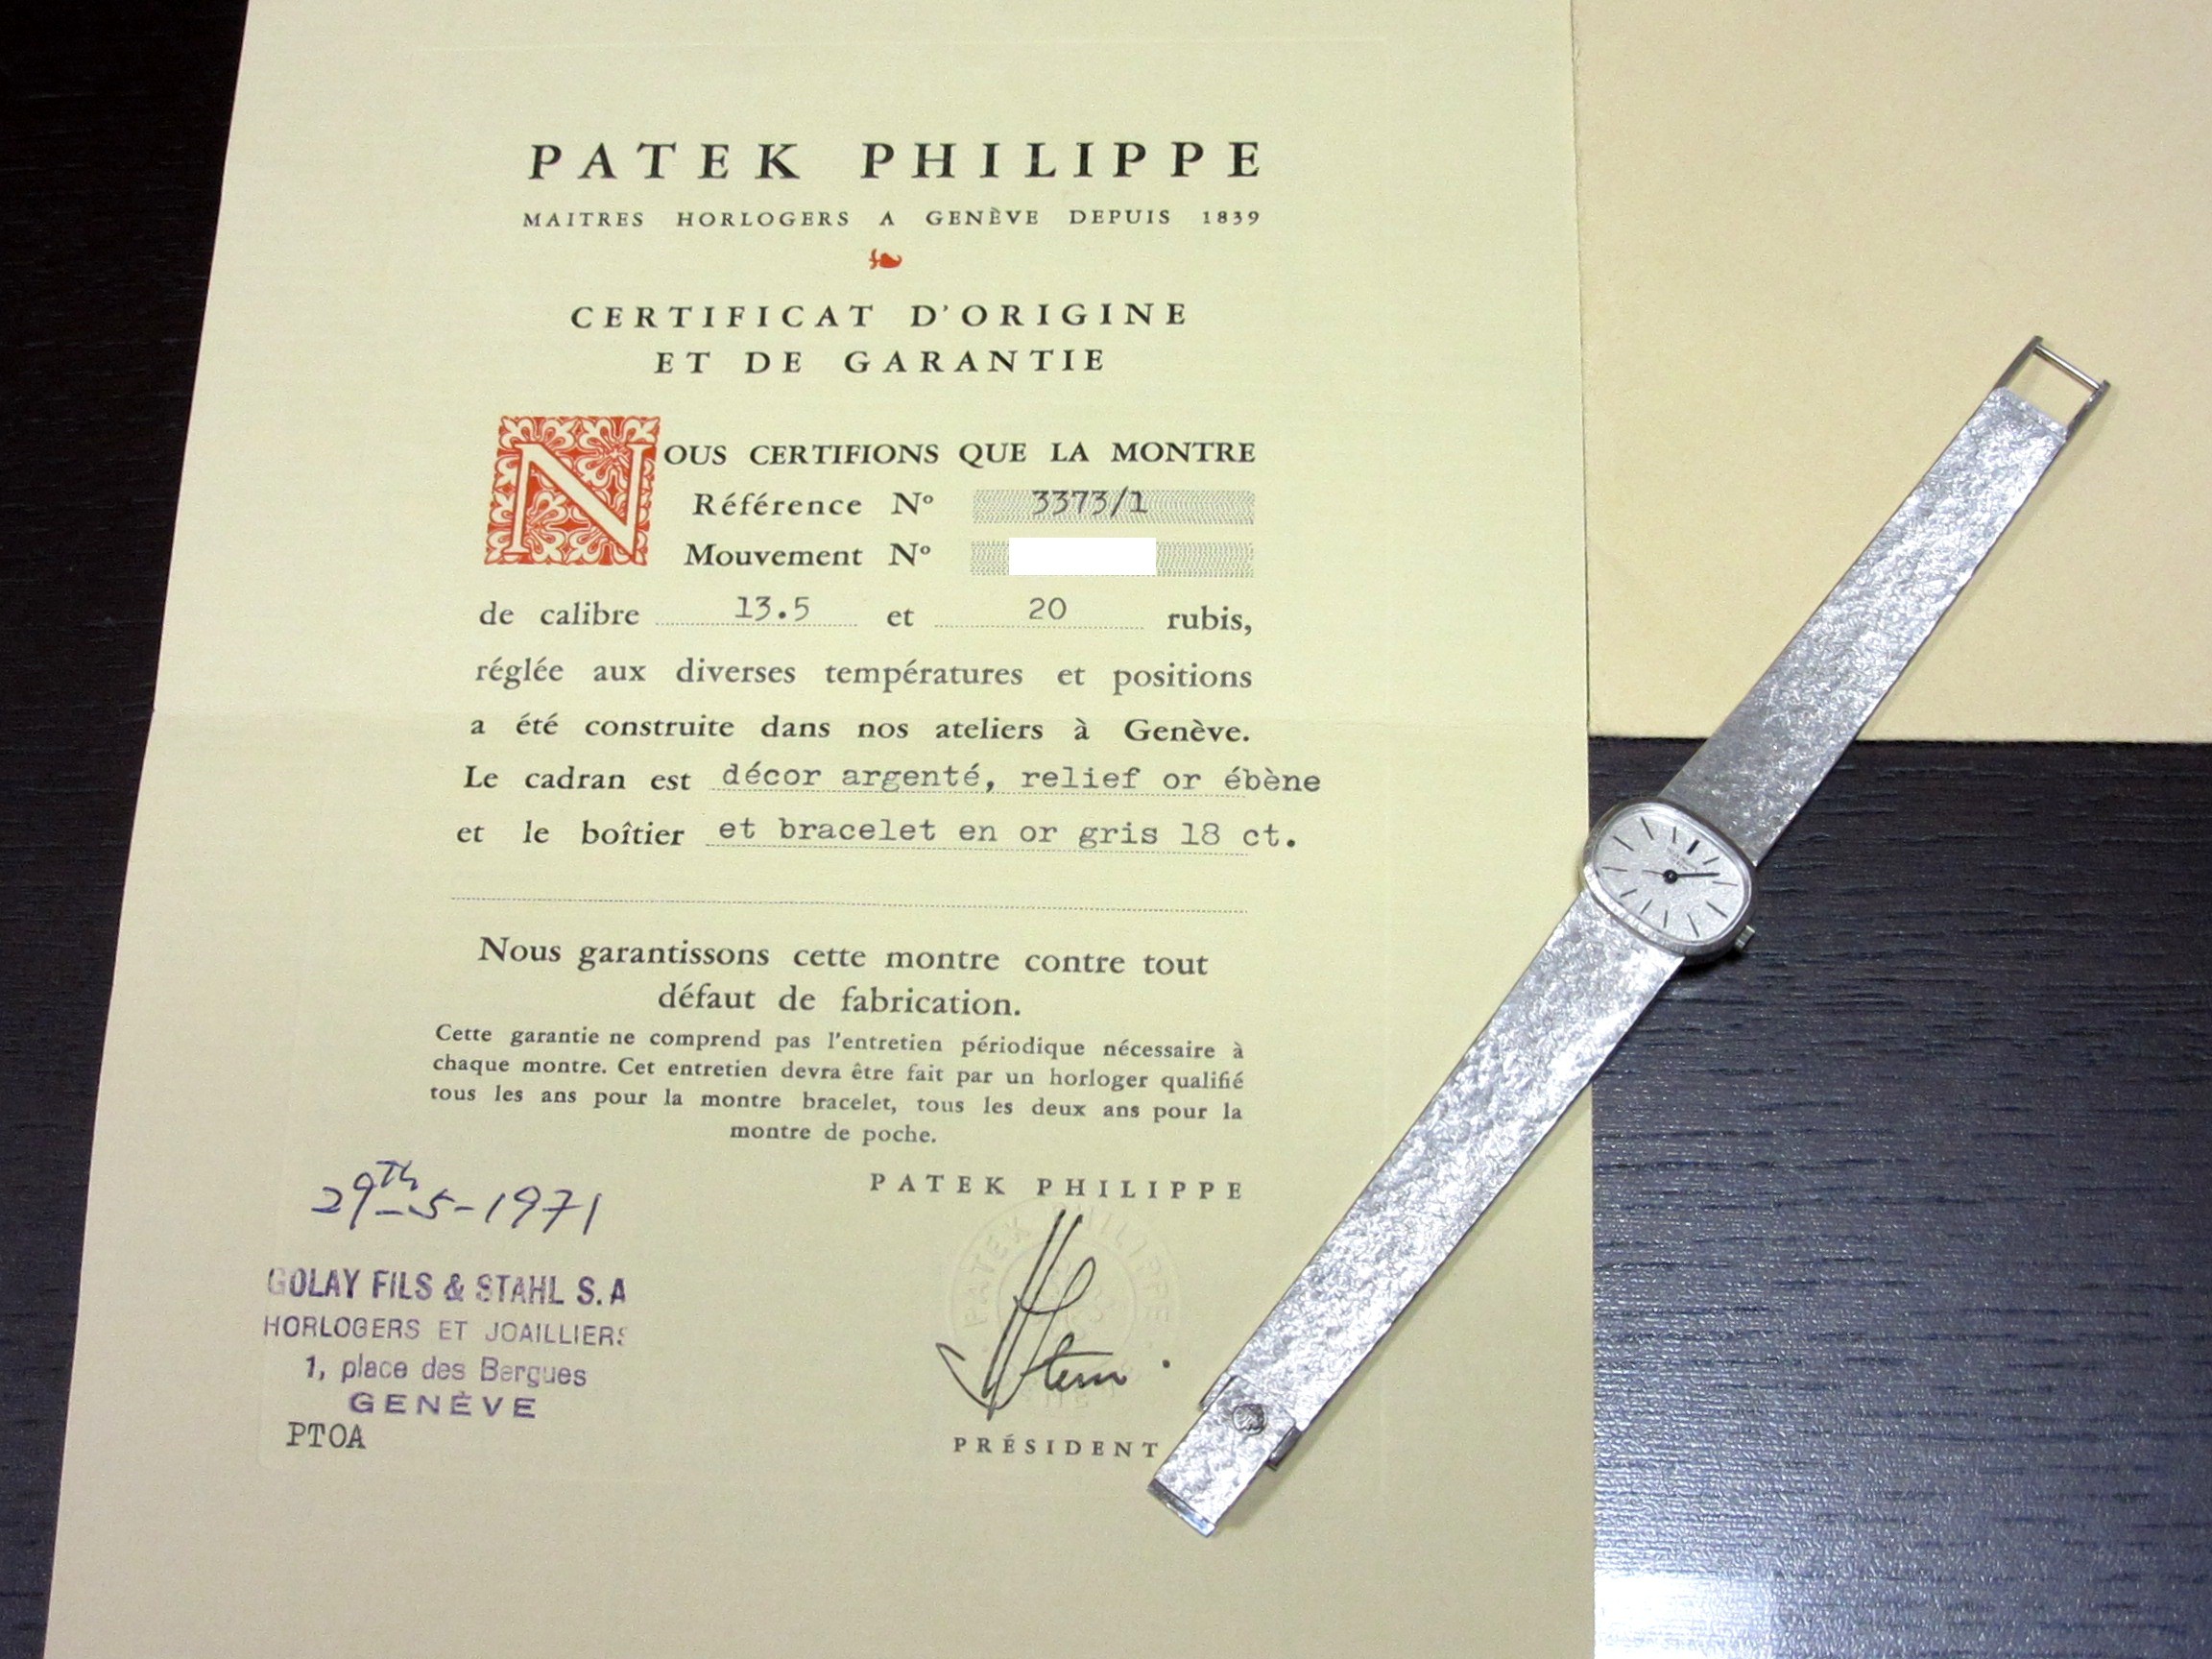 PATEK PHILIPPE
MAITRES HORLOGERS A GENÈVE DEPUIS 1839
CERTIFICAT D'ORIGINE
ET DE GARANTIE
NOUS CERTIFIONS QUE LA MONTRE
Référence Nº 3373/1
Mouvement Nº
de calibre 13.5 et 20 rubis,
réglée aux diverses températures et positions
a été construite dans nos ateliers à Genève.
Le cadran est décor argenté, relief or ébène
et le boîtier et bracelet en or gris 18 ct.
Nous garantissons cette montre contre tout
défaut de fabrication.
Cette garantie ne comprend pas l'entretien périodique nécessaire à
chaque montre. Cet entretien devra être fait par un horloger qualifié
tous les ans pour la montre bracelet, tous les deux ans pour la
montre de poche.
PATEK PHILIPPE
PATEK PHILIPPE
Stern
PRÉSIDENT
29th-5-1971
GOLAY FILS & STAHL S.A
HORLOGERS ET JOAILLIERS
1, place des Bergues
GENÈVE
PTOA